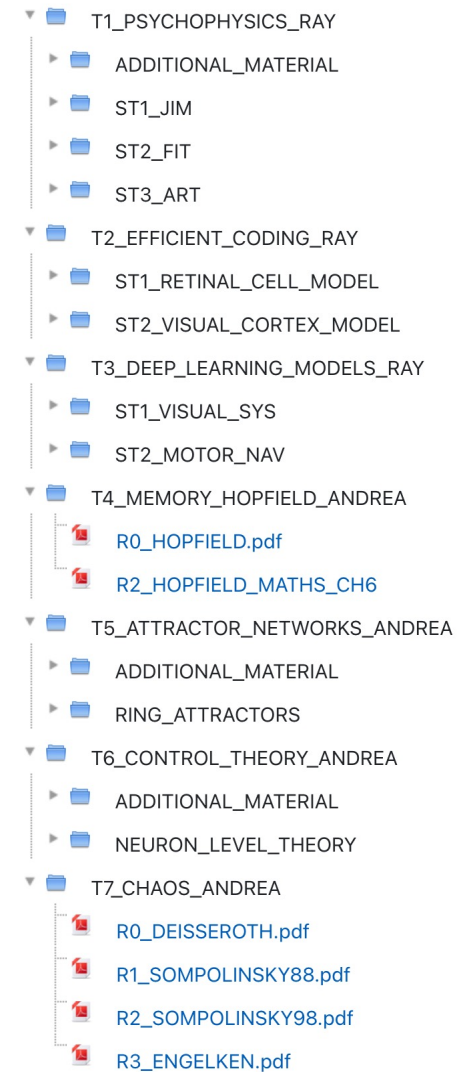 T1_PSYCHOPHYSICS_RAY
ADDITIONAL_MATERIAL
ST1_JIM
ST2_FIT
ST3_ART
T2_EFFICIENT_CODING_RAY
ST1_RETINAL_CELL_MODEL
ST2_VISUAL_CORTEX_MODEL
T3_DEEP_LEARNING_MODELS_RAY
ST1_VISUAL_SYS
ST2_MOTOR_NAV
T4_MEMORY_HOPFIELD_ANDREA
R0_HOPFIELD.pdf
R2_HOPFIELD_MATHS_CH6
T5_ATTRACTOR_NETWORKS_ANDREA
ADDITIONAL_MATERIAL
RING_ATTRACTORS
T6_CONTROL_THEORY_ANDREA
ADDITIONAL_MATERIAL
NEURON_LEVEL_THEORY
T7_CHAOS_ANDREA
R0_DEISSEROTH.pdf
R1_SOMPOLINSKY88.pdf
R2_SOMPOLINSKY98.pdf
R3_ENGELKEN.pdf